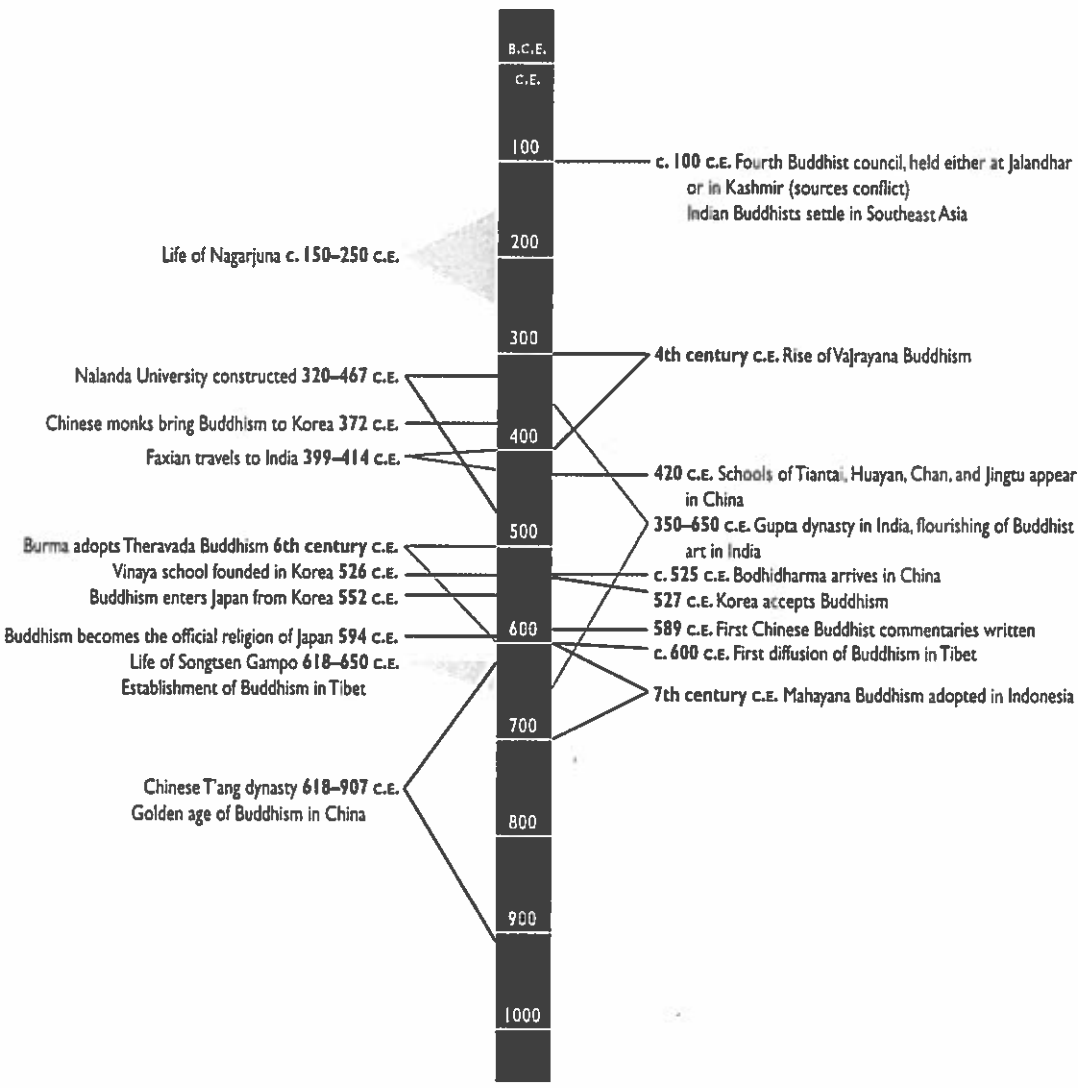 B.C.E.
C.E.
100
200
300
400
500
600
700
800
900
1000
Life of Nagarjuna c. 150–250 C.E.
Nalanda University constructed 320–467 C.E.
Chinese monks bring Buddhism to Korea 372 C.E.
Faxian travels to India 399–414 C.E.
Burma adopts Theravada Buddhism 6th century C.E.
Vinaya school founded in Korea 526 C.E.
Buddhism enters Japan from Korea 552 C.E.
Buddhism becomes the official religion of Japan 594 C.E.
Life of Songtsen Gampo 618–650 C.E.
Establishment of Buddhism in Tibet
Chinese T'ang dynasty 618–907 C.E.
Golden age of Buddhism in China
c. 100 C.E. Fourth Buddhist council, held either at Jalandhar
or in Kashmir (sources conflict)
Indian Buddhists settle in Southeast Asia
4th century C.E. Rise of Vajrayana Buddhism
420 C.E. Schools of Tiantai, Huayan, Chan, and Jingtu appear
in China
350–650 C.E. Gupta dynasty in India, flourishing of Buddhist
art in India
c. 525 C.E. Bodhidharma arrives in China
527 C.E. Korea accepts Buddhism
589 C.E. First Chinese Buddhist commentaries written
c. 600 C.E. First diffusion of Buddhism in Tibet
7th century C.E. Mahayana Buddhism adopted in Indonesia